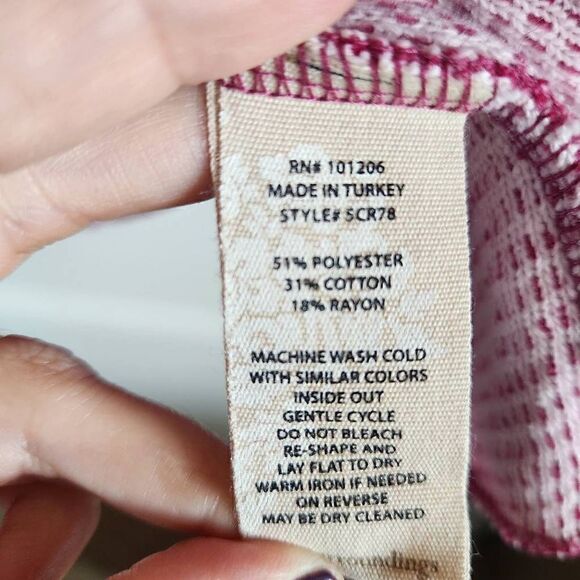 RN# 101206
MADE IN TURKEY
STYLE# SCR78
51% POLYESTER
31% COTTON
18% RAYON
MACHINE WASH COLD
WITH SIMILAR COLORS
INSIDE OUT
GENTLE CYCLE
DO NOT BLEACH
RE-SHAPE AND
LAY FLAT TO DRY
WARM IRON IF NEEDED
ON REVERSE
MAY BE DRY CLEANED